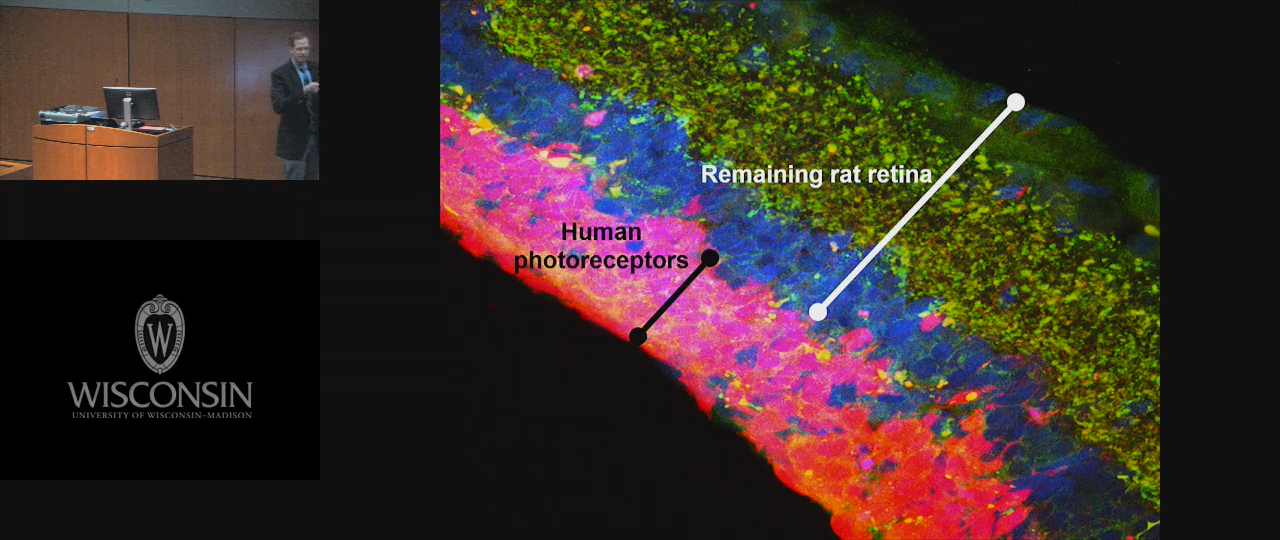 Remaining rat retina
Human
photoreceptors
W
WISCONSIN
UNIVERSITY OF WISCONSIN–MADISON